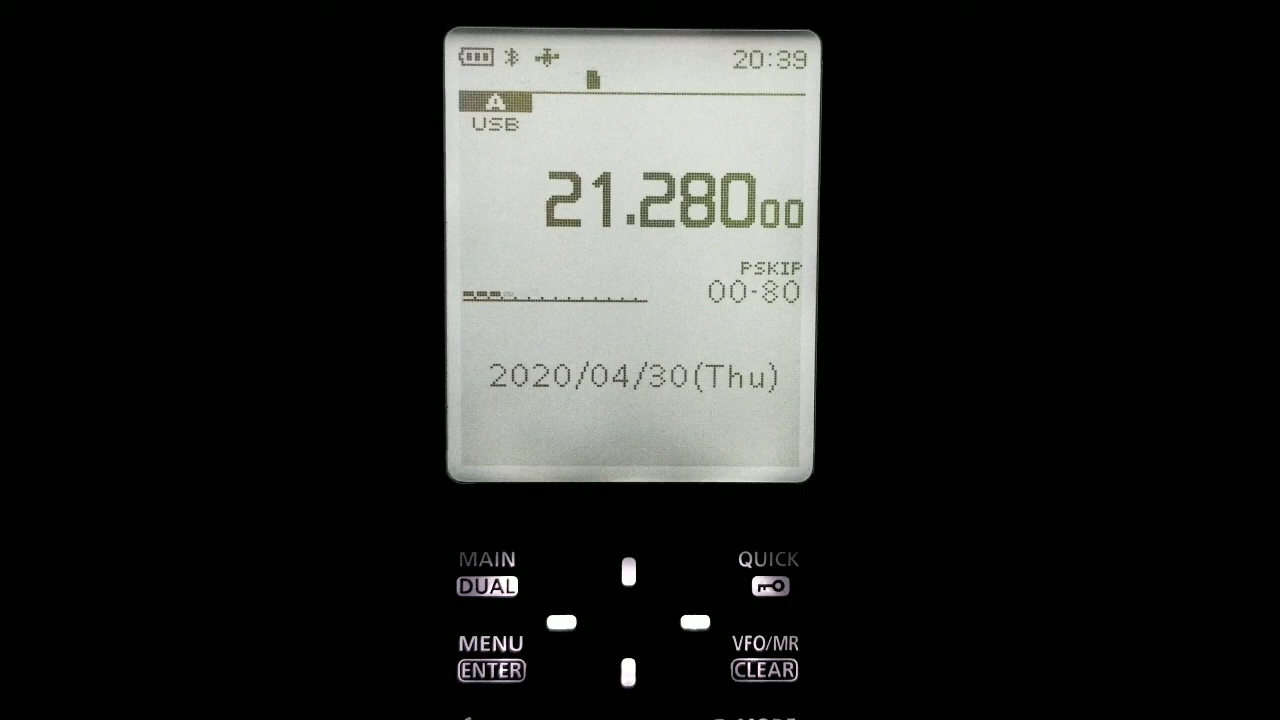 20:39
A
USB
21.28000
PSKIP
00-80
2020/04/30(Thu)
MAIN QUICK
DUAL
MENU VFO/MR
ENTER CLEAR
MODE